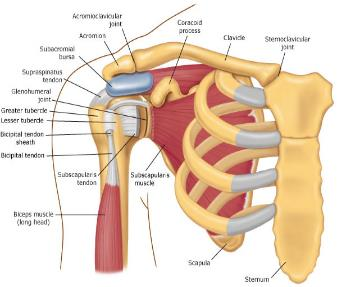 Acromioclavicular
joint
Acromion
Subacromal
bursa
Supraspinatus
tendon
Glenohumeral
joint
Greater tubercle
Lesser tubercle
Bicipital tendon
sheath
Bicipital tendon
Subscapularis
tendon
Biceps muscle
(long head)
Coracoid
process
Clavicle
Sternoclavicular
joint
Subscapularis
muscle
Scapula
Sternum